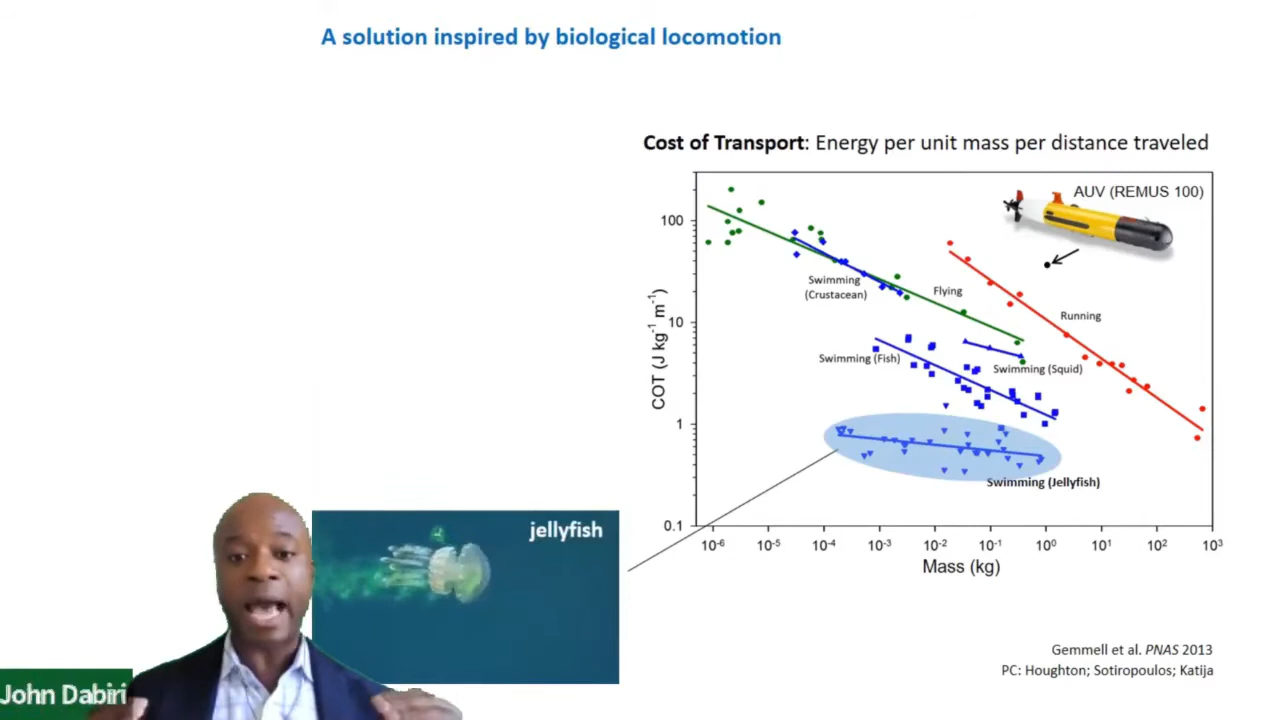 A solution inspired by biological locomotion
Cost of Transport: Energy per unit mass per distance traveled
AUV (REMUS 100)
100
10
1
0.1
COT (J kg⁻¹ m⁻¹)
Swimming
(Crustacean)
Flying
Running
Swimming (Fish)
Swimming (Squid)
Swimming (Jellyfish)
10⁻⁶ 10⁻⁵ 10⁻⁴ 10⁻³ 10⁻² 10⁻¹ 10⁰ 10¹ 10² 10³
Mass (kg)
jellyfish
Gemmell et al. PNAS 2013
PC: Houghton; Sotiropoulos; Katija
John Dabiri